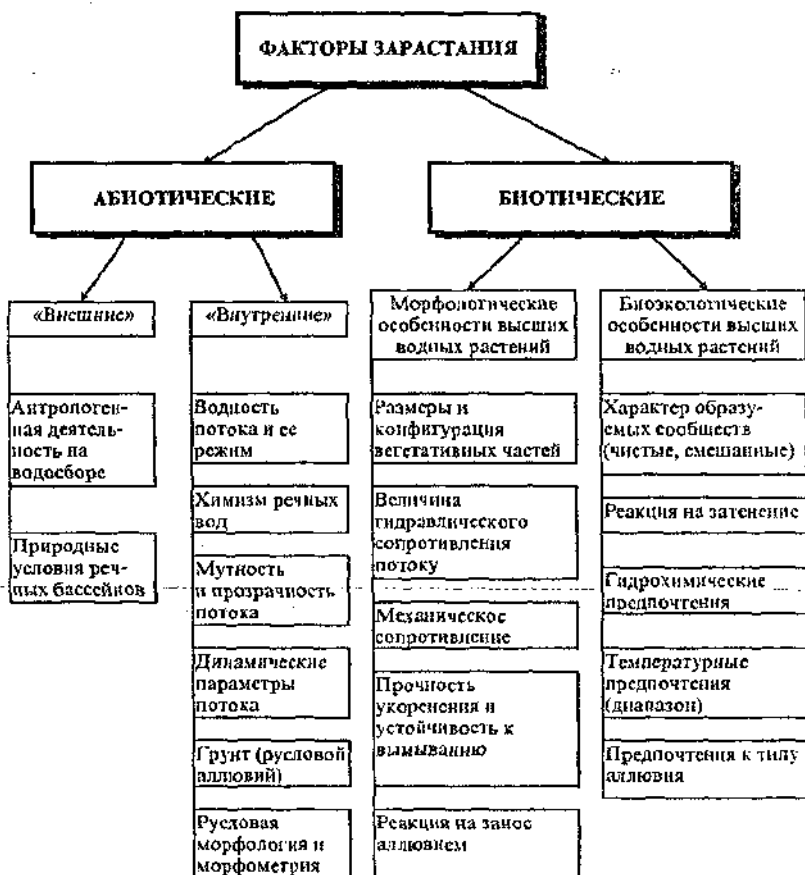 ФАКТОРЫ ЗАРАСТАНИЯ
АБИОТИЧЕСКИЕ
БИОТИЧЕСКИЕ
«Внешние»
Антропоген-
ная деятель-
ность на
водосборе
Природные
условия реч-
ных бассейнов
«Внутренние»
Водность
потока и ее
режим
Химизм речных
вод
Мутность
и прозрачность
потока
Динамические
параметры
потока
Грунт (русловой
аллювий)
Русловая
морфология и
морфометрия
Морфологические
особенности высших
водных растений
Размеры и
конфигурация
вегетативных частей
Величина
гидравлического
сопротивления
потоку
Механическое
сопротивление
Прочность
укоренения и
устойчивость к
вымыванию
Реакция на занос
аллювием
Биоэкологические
особенности высших
водных растений
Характер образу-
емых сообществ
(чистые, смешанные)
Реакция на затенение
Гидрохимические
предпочтения
Температурные
предпочтения
(диапазон)
Предпочтения к типу
аллювия